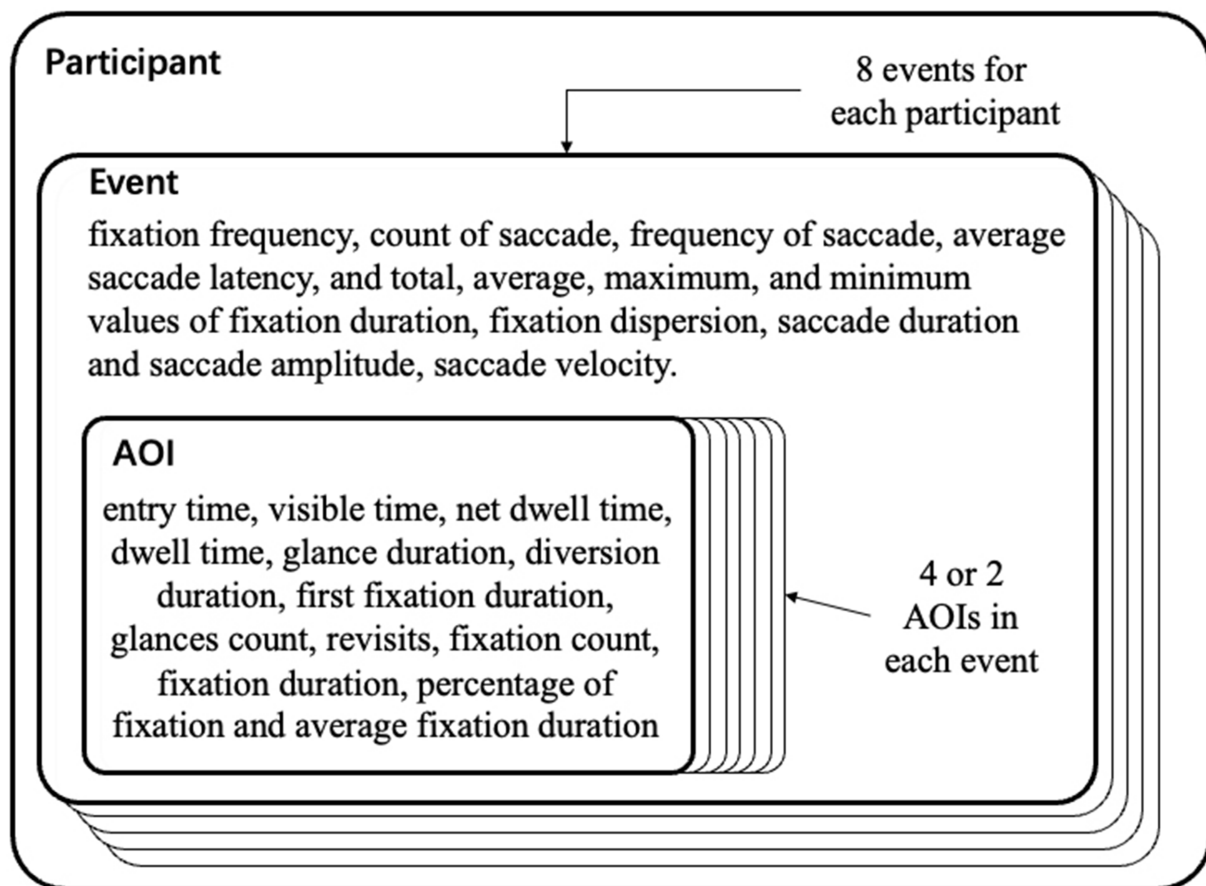 Participant
8 events for
each participant
Event
fixation frequency, count of saccade, frequency of saccade, average
saccade latency, and total, average, maximum, and minimum
values of fixation duration, fixation dispersion, saccade duration
and saccade amplitude, saccade velocity.
AOI
entry time, visible time, net dwell time,
dwell time, glance duration, diversion
duration, first fixation duration,
glances count, revisits, fixation count,
fixation duration, percentage of
fixation and average fixation duration
4 or 2
AOIs in
each event